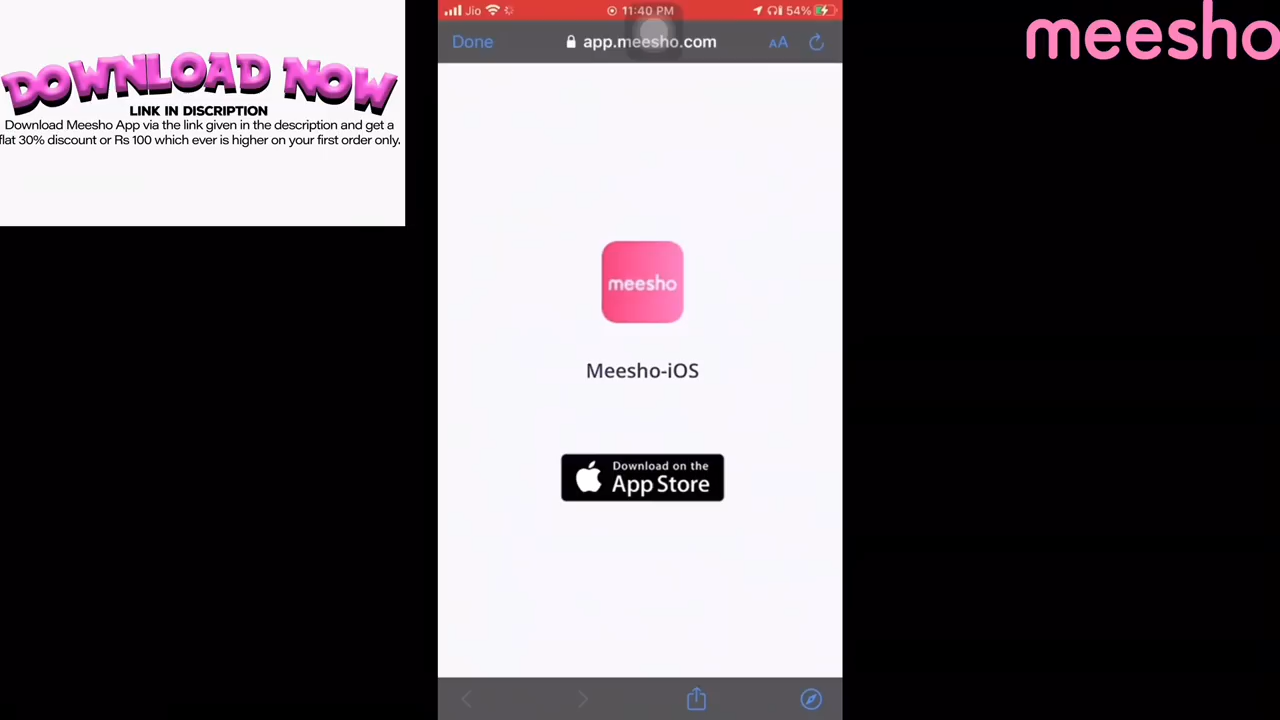 DOWNLOAD NOW
LINK IN DISCRIPTION
Download Meesho App via the link given in the description and get a
flat 30% discount or Rs 100 which ever is higher on your first order only.
Jio
11:40 PM
54%
Done
app.meesho.com
AA
meesho
meesho
Meesho-iOS
Download on the
App Store